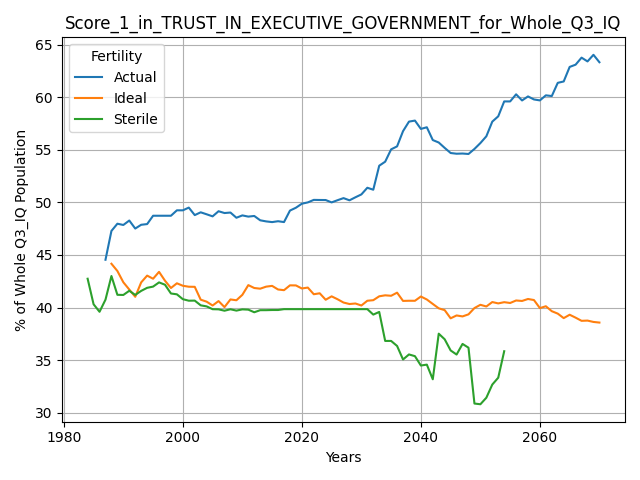 Score_1_in_TRUST_IN_EXECUTIVE_GOVERNMENT_for_Whole_Q3_IQ
Fertility
Actual
Ideal
Sterile
% of Whole Q3_IQ Population
65
60
55
50
45
40
35
30
1980
2000
2020
2040
2060
Years